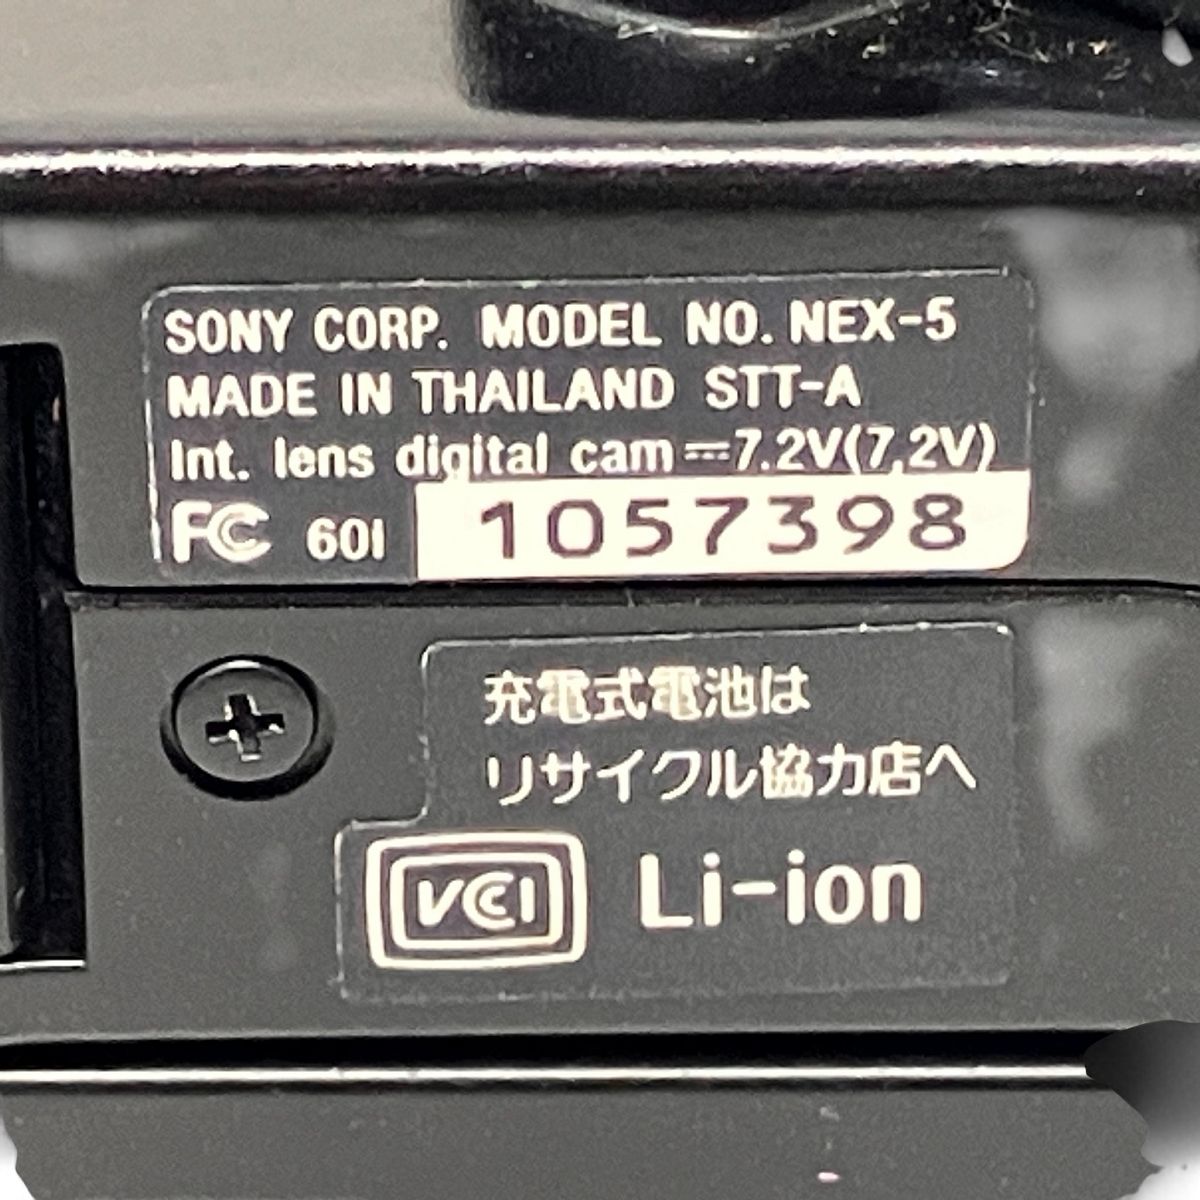 SONY CORP. MODEL NO. NEX-5
MADE IN THAILAND STT-A
Int. lens digital cam⎓7.2V(7,2V)
FC 60I 1057398
充電式電池は
リサイクル協力店へ
VCCI Li-ion